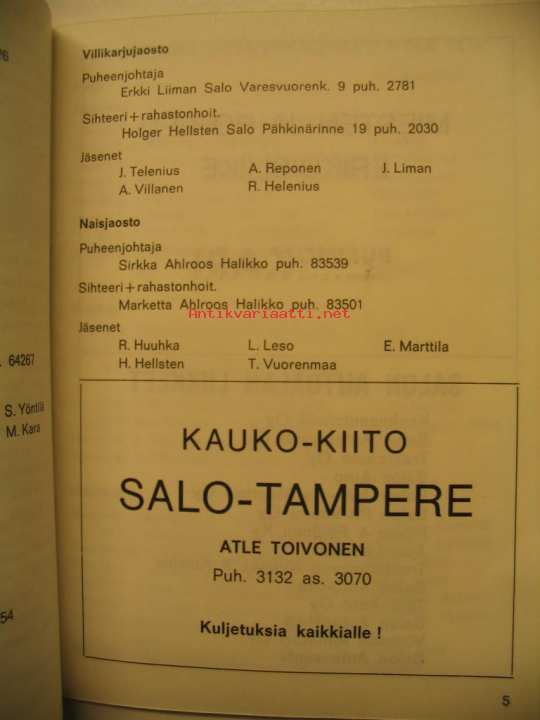 76
64267
S. Yöntilä
M. Kara
54
Villikarjujaosto
Puheenjohtaja
Erkki Liiman Salo Varesvuorenk. 9 puh. 2781
Sihteeri + rahastonhoit.
Holger Hellsten Salo Pähkinärinne 19 puh. 2030
Jäsenet
J. Telenius A. Reponen J. Liman
A. Villanen R. Helenius
Naisjaosto
Puheenjohtaja
Sirkka Ahlroos Halikko puh. 83539
Sihteeri + rahastonhoit.
Marketta Ahlroos Halikko puh. 83501
Antikvariaatti.net
Jäsenet
R. Huuhka L. Leso E. Marttila
H. Hellsten T. Vuorenmaa
KAUKO-KIITO
SALO-TAMPERE
ATLE TOIVONEN
Puh. 3132 as. 3070
Kuljetuksia kaikkialle !
5